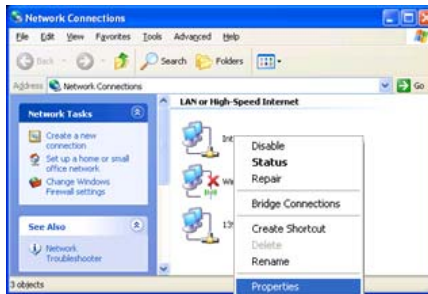 Network Connections
File Edit View Favorites Tools Advanced Help
Back Search Folders
Address Network Connections Go
LAN or High-Speed Internet
Network Tasks
Create a new connection
Set up a home or small office network
Change Windows Firewall settings
See Also
Network Troubleshooter
Disable
Status
Repair
Bridge Connections
Create Shortcut
Delete
Rename
Properties
3 objects